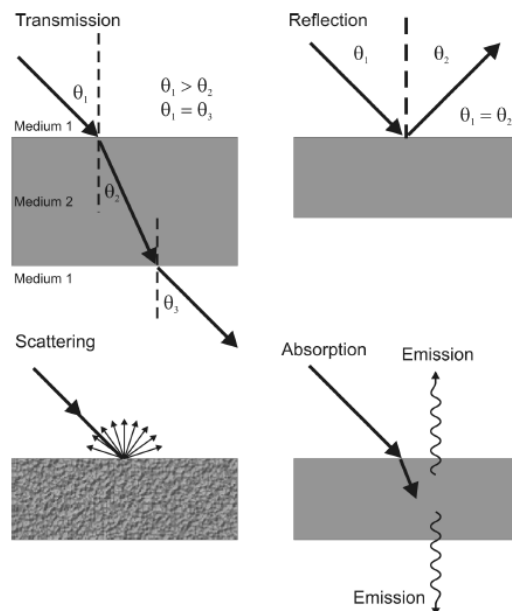 Transmission
θ₁
θ₁ > θ₂
θ₁ = θ₃
Medium 1
θ₂
Medium 2
Medium 1
θ₃
Reflection
θ₁
θ₂
θ₁ = θ₂
Scattering
Absorption
Emission
Emission